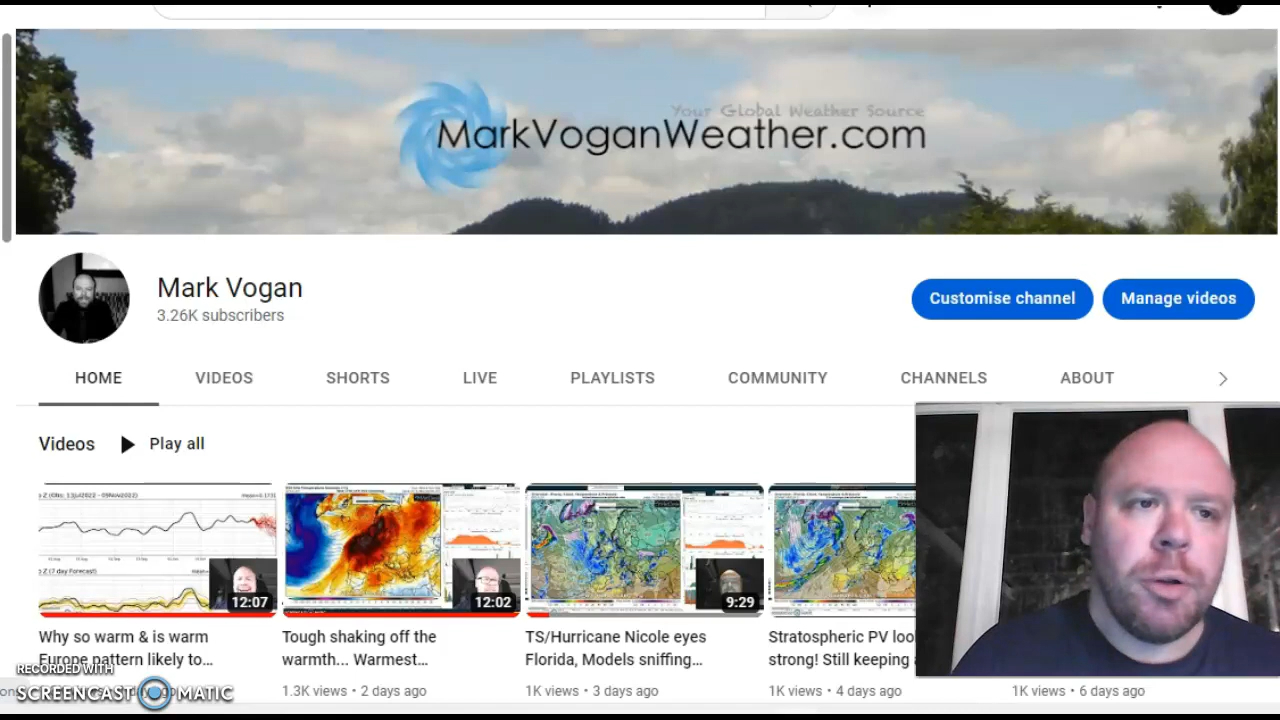 Your Global Weather Source
MarkVoganWeather.com
Mark Vogan
3.26K subscribers
Customise channel
Manage videos
HOME
VIDEOS
SHORTS
LIVE
PLAYLISTS
COMMUNITY
CHANNELS
ABOUT
Videos
Play all
12:07
12:02
9:29
Why so warm & is warm
Europe pattern likely to...
Tough shaking off the
warmth... Warmest...
TS/Hurricane Nicole eyes
Florida, Models sniffing...
Stratospheric PV loo
strong! Still keeping
1.3K views • 2 days ago
1K views • 3 days ago
1K views • 4 days ago
1K views • 6 days ago
RECORDED WITH
SCREENCAST MATIC